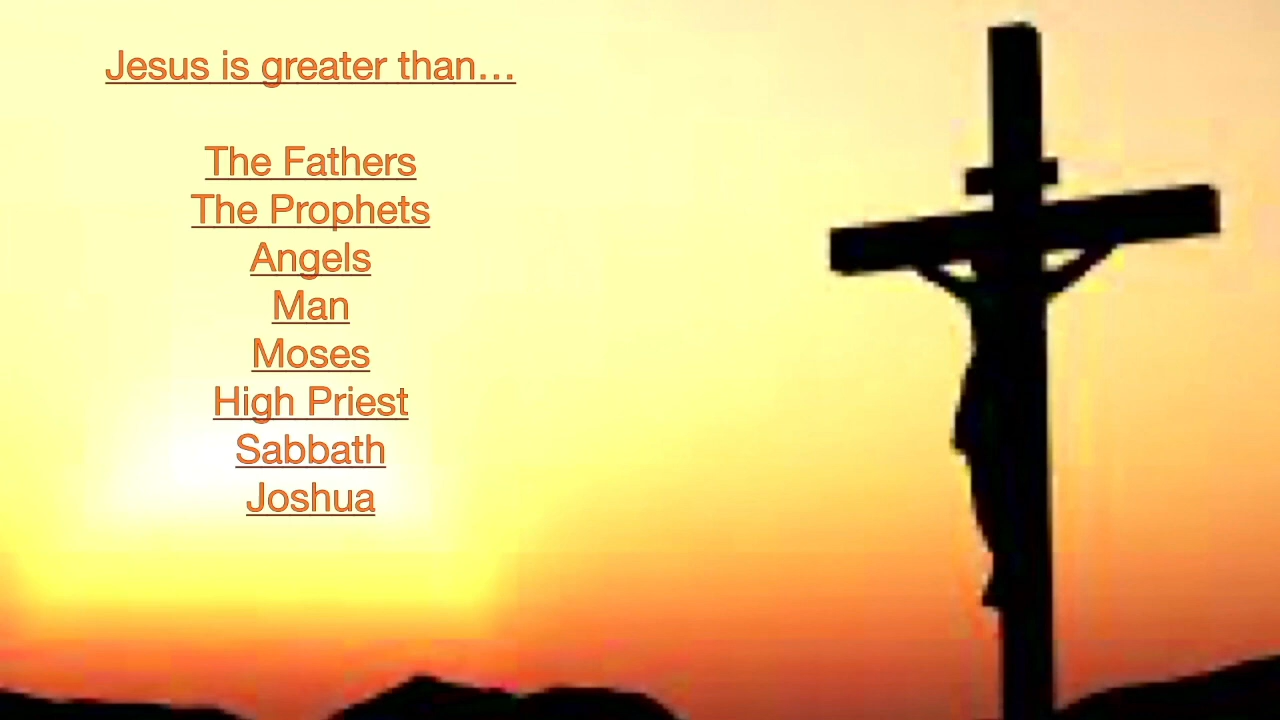 Jesus is greater than…
The Fathers
The Prophets
Angels
Man
Moses
High Priest
Sabbath
Joshua